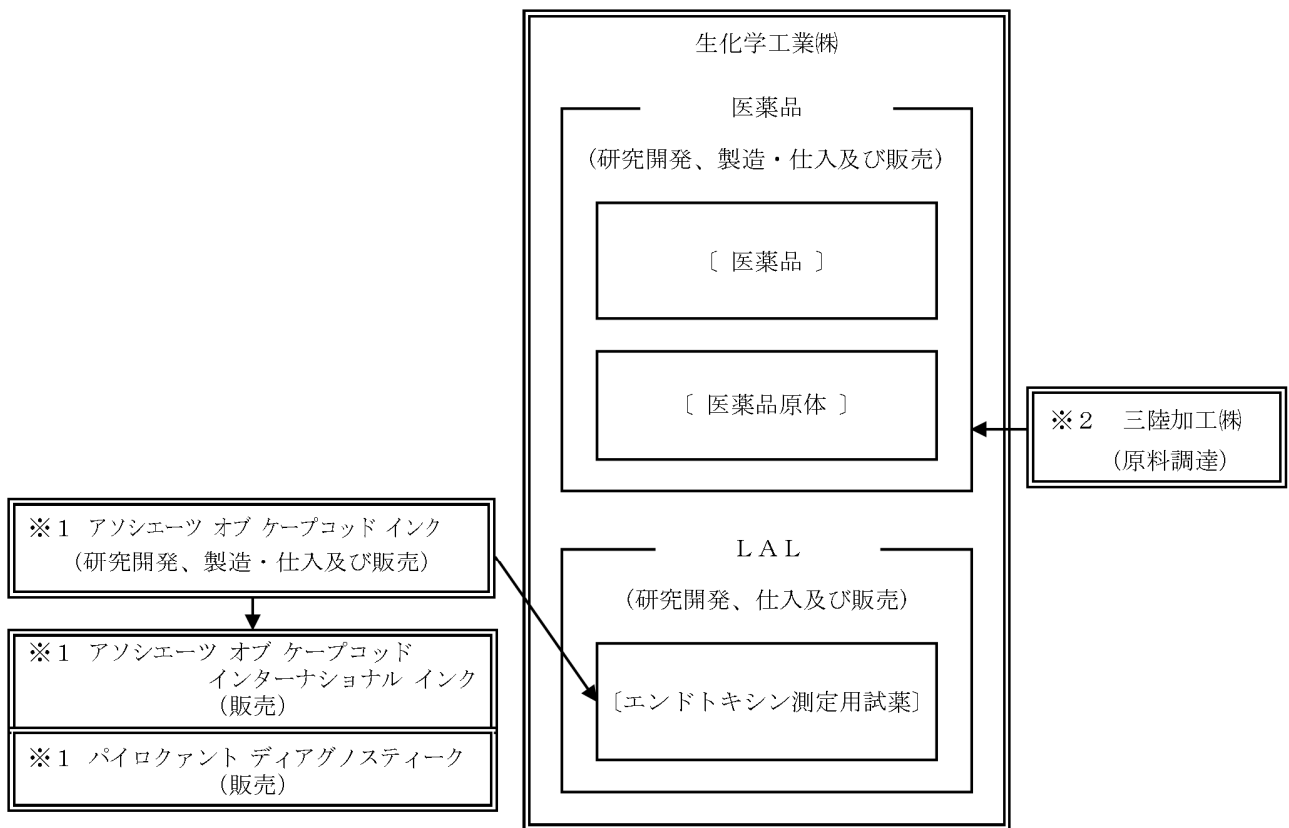 生化学工業㈱
医薬品
(研究開発、製造・仕入及び販売)
〔 医薬品 〕
〔 医薬品原体 〕
※2 三陸加工㈱
(原料調達)
※1 アソシエーツ オブ ケープコッド インク
(研究開発、製造・仕入及び販売)
※1 アソシエーツ オブ ケープコッド
インターナショナル インク
(販売)
※1 パイロクァント ディアグノスティーク
(販売)
LAL
(研究開発、仕入及び販売)
〔エンドトキシン測定用試薬〕